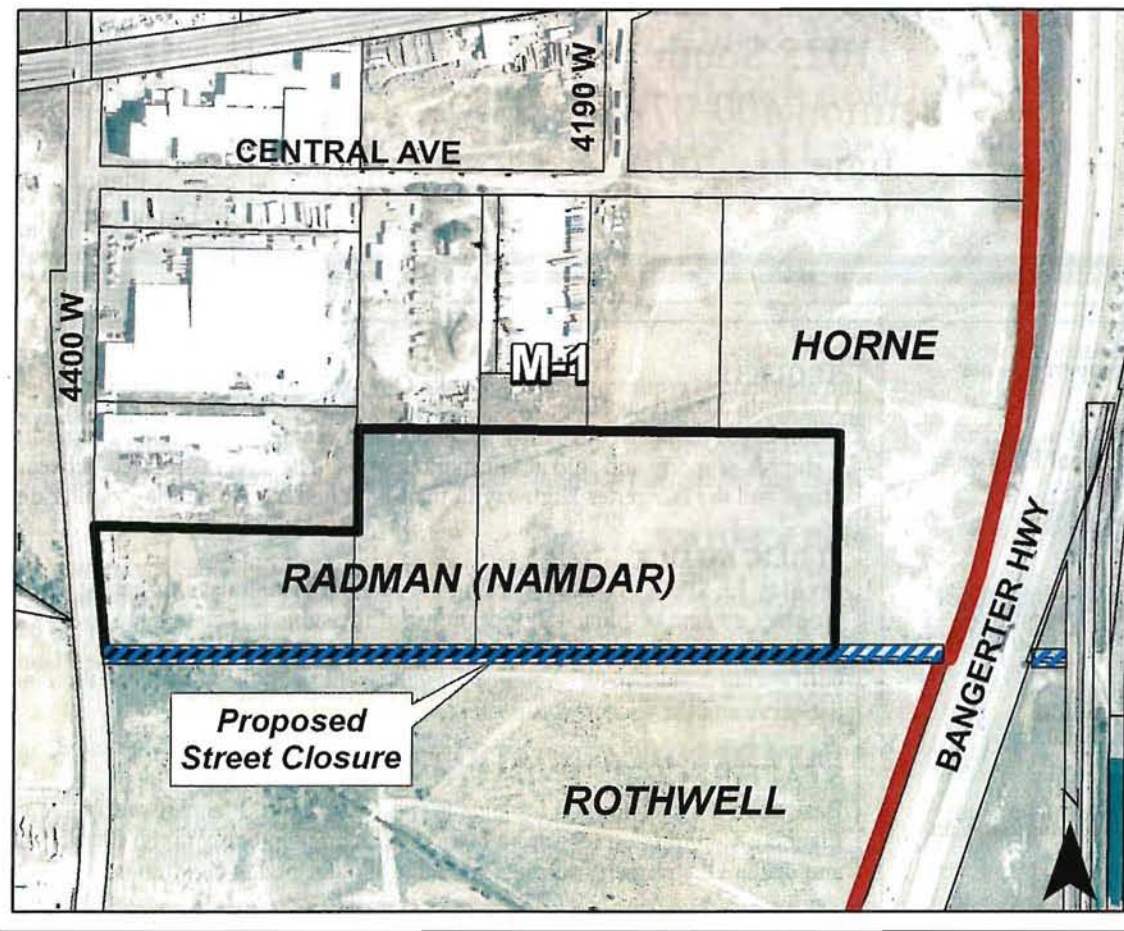 4190 W
CENTRAL AVE
4400 W
HORNE
M-1
RADMAN (NAMDAR)
BANGERTER HWY
Proposed
Street Closure
ROTHWELL